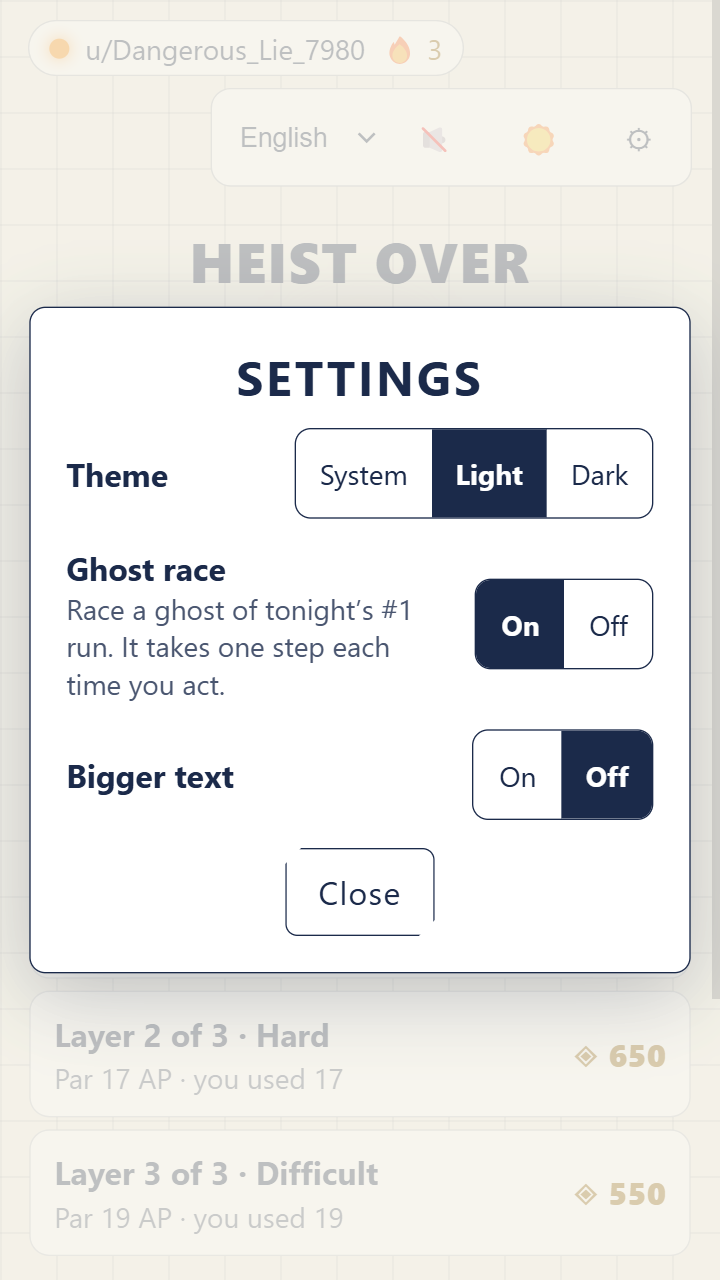 u/Dangerous_Lie_7980 3
English
HEIST OVER
SETTINGS
Theme System Light Dark
Ghost race
Race a ghost of tonight’s #1
run. It takes one step each
time you act.
On Off
Bigger text On Off
Close
Layer 2 of 3 · Hard
Par 17 AP · you used 17
650
Layer 3 of 3 · Difficult
Par 19 AP · you used 19
550